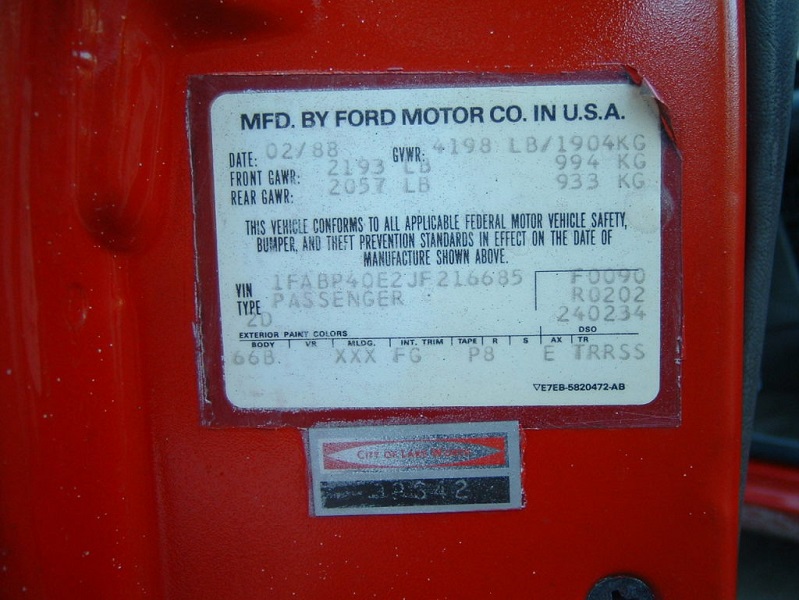 MFD. BY FORD MOTOR CO. IN U.S.A.
DATE: 02/88 GVWR: 4198 LB/1904KG
FRONT GAWR: 2193 LB 994 KG
REAR GAWR: 2057 LB 933 KG
THIS VEHICLE CONFORMS TO ALL APPLICABLE FEDERAL MOTOR VEHICLE SAFETY,
BUMPER, AND THEFT PREVENTION STANDARDS IN EFFECT ON THE DATE OF
MANUFACTURE SHOWN ABOVE.
VIN 1FABP40E2JF216685 F0090
TYPE PASSENGER R0202
2D 240234
EXTERIOR PAINT COLORS DSO
BODY VR MLDG. INT. TRIM TAPE R S AX TR
66B XXX FG P8 E TRRSS
E7EB-5820472-AB
CITY OF LAKE